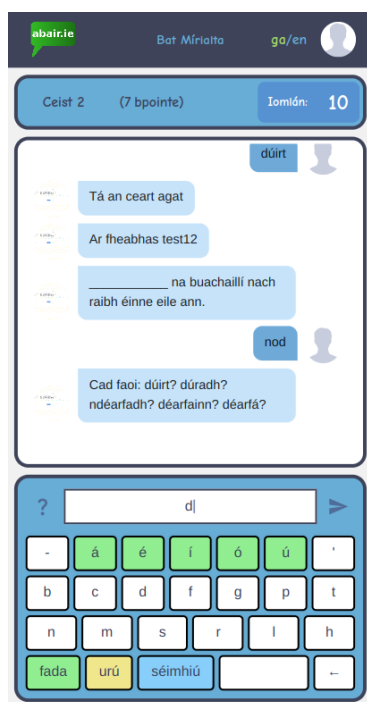 abair.ie
Bat Mírialta
ga/en
Ceist 2 (7 bpointe) Iomlán: 10
dúirt
Tá an ceart agat
Ar fheabhas test12
__________ na buachaillí nach
raibh éinne eile ann.
nod
Cad faoi: dúirt? dúradh?
ndéarfadh? déarfainn? déarfá?
? d|
- á é í ó ú '
b c d f g p t
n m s r l h
fada urú séimhiú ←